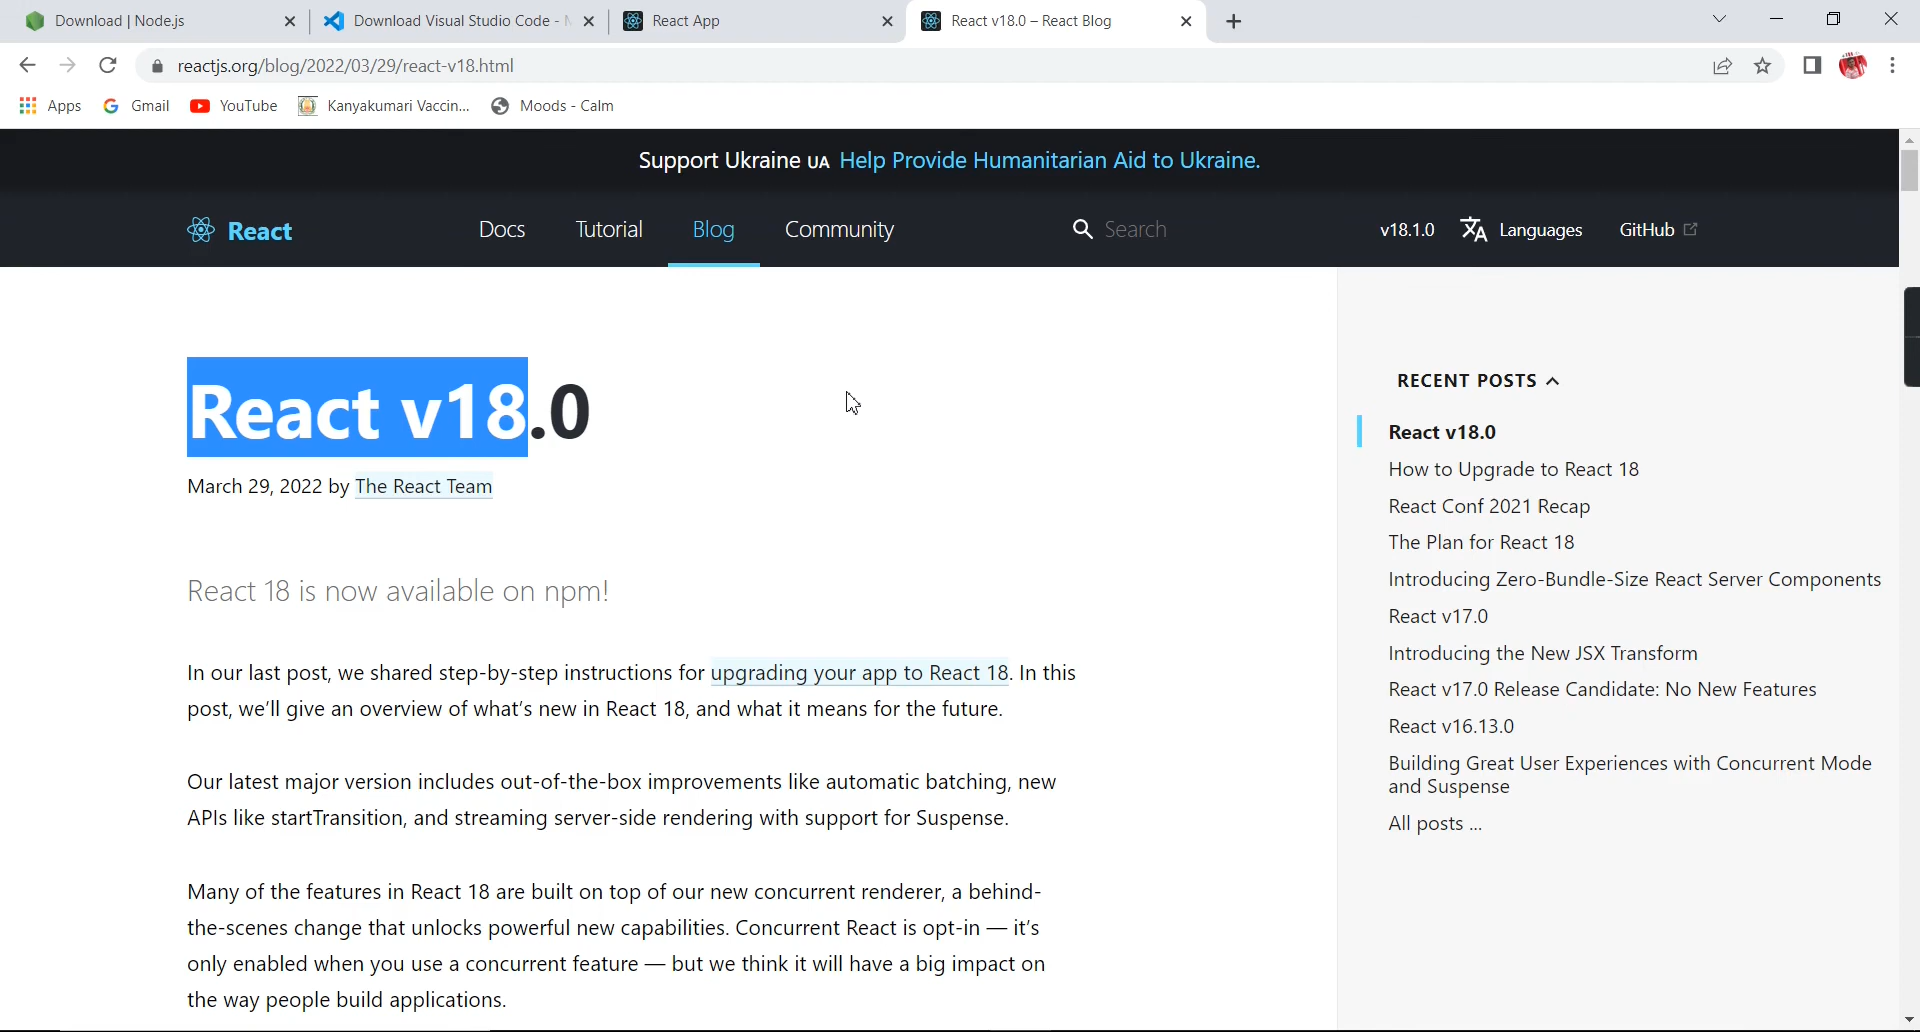 Download | Node.js
Download Visual Studio Code -
React App
React v18.0 – React Blog
reactjs.org/blog/2022/03/29/react-v18.html
Apps
Gmail
YouTube
Kanyakumari Vaccin...
Moods - Calm
Support Ukraine UA Help Provide Humanitarian Aid to Ukraine.
React
Docs
Tutorial
Blog
Community
Search
v18.1.0
Languages
GitHub
React v18.0
March 29, 2022 by The React Team
React 18 is now available on npm!
In our last post, we shared step-by-step instructions for upgrading your app to React 18. In this
post, we'll give an overview of what's new in React 18, and what it means for the future.
Our latest major version includes out-of-the-box improvements like automatic batching, new
APIs like startTransition, and streaming server-side rendering with support for Suspense.
Many of the features in React 18 are built on top of our new concurrent renderer, a behind-
the-scenes change that unlocks powerful new capabilities. Concurrent React is opt-in — it's
only enabled when you use a concurrent feature — but we think it will have a big impact on
the way people build applications.
RECENT POSTS
React v18.0
How to Upgrade to React 18
React Conf 2021 Recap
The Plan for React 18
Introducing Zero-Bundle-Size React Server Components
React v17.0
Introducing the New JSX Transform
React v17.0 Release Candidate: No New Features
React v16.13.0
Building Great User Experiences with Concurrent Mode
and Suspense
All posts ...